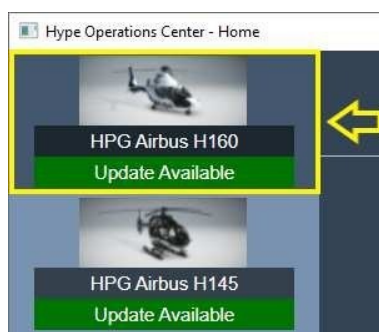 Hype Operations Center - Home
HPG Airbus H160
Update Available
HPG Airbus H145
Update Available